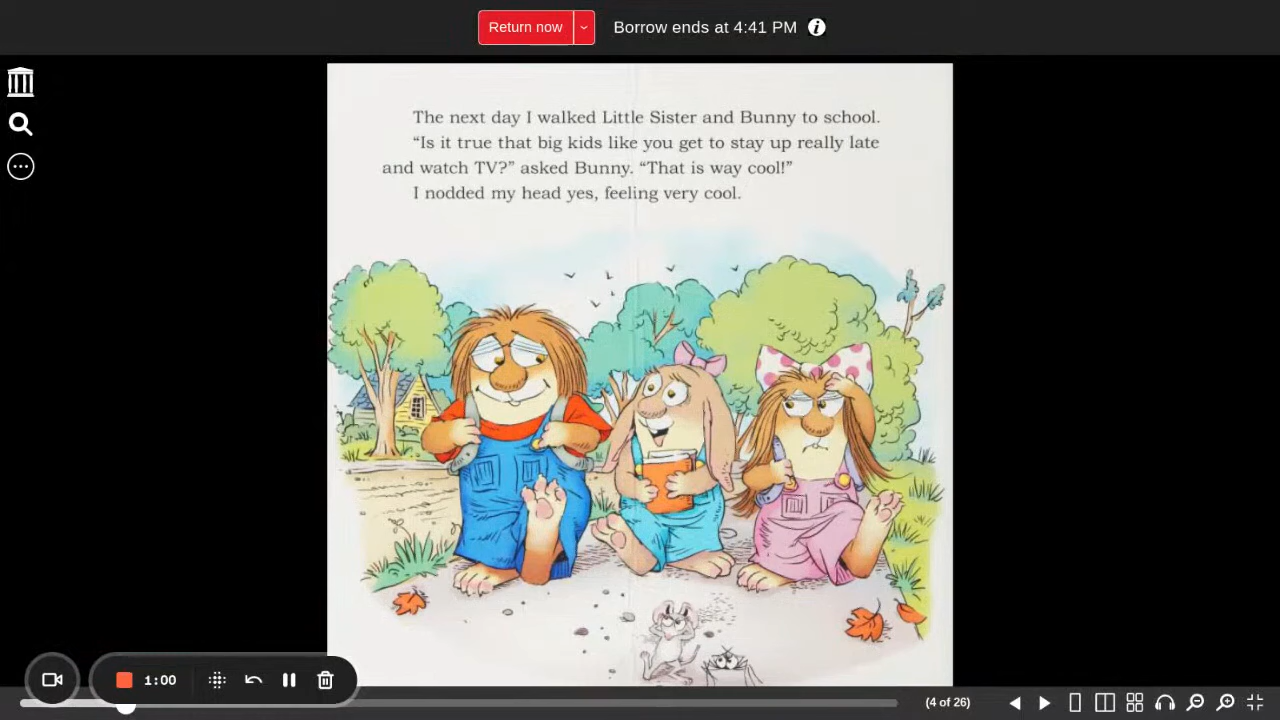 Return now
Borrow ends at 4:41 PM
The next day I walked Little Sister and Bunny to school.
“Is it true that big kids like you get to stay up really late
and watch TV?” asked Bunny. “That is way cool!”
I nodded my head yes, feeling very cool.
1:00
(4 of 26)